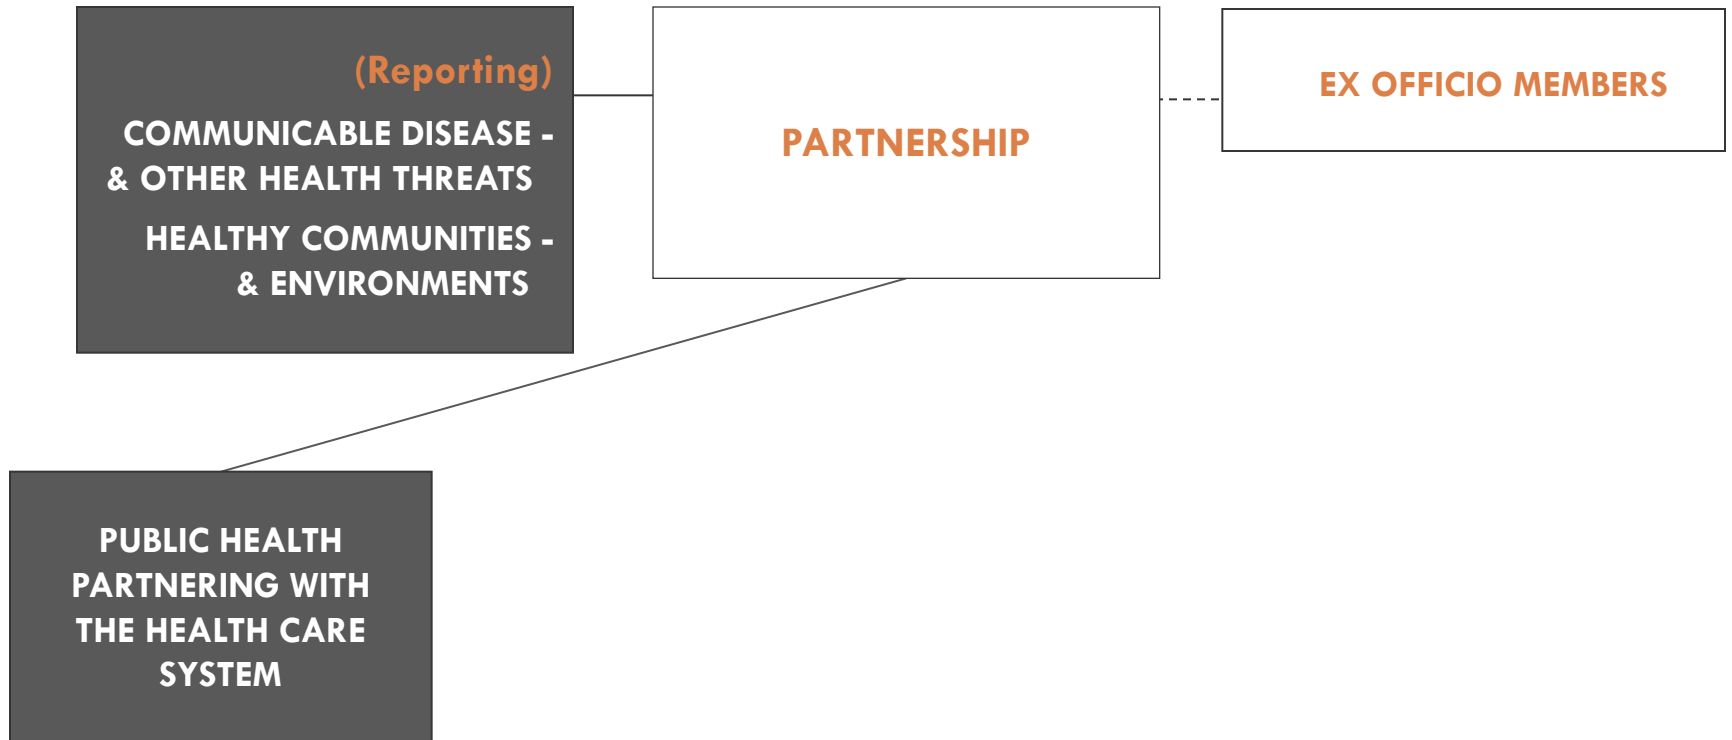 (Reporting)
COMMUNICABLE DISEASE -
& OTHER HEALTH THREATS
HEALTHY COMMUNITIES -
& ENVIRONMENTS
PARTNERSHIP
EX OFFICIO MEMBERS
PUBLIC HEALTH
PARTNERING WITH
THE HEALTH CARE
SYSTEM